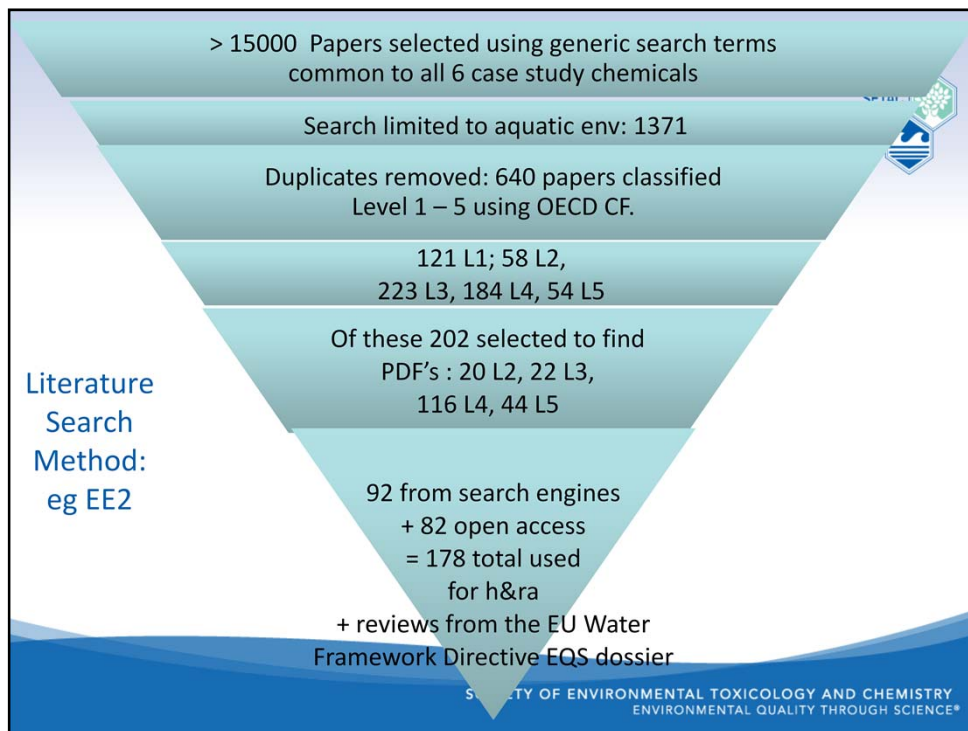 > 15000 Papers selected using generic search terms
common to all 6 case study chemicals
Search limited to aquatic env: 1371
Duplicates removed: 640 papers classified
Level 1 – 5 using OECD CF.
121 L1; 58 L2,
223 L3, 184 L4, 54 L5
Of these 202 selected to find
PDF's : 20 L2, 22 L3,
116 L4, 44 L5
Literature
Search
Method:
eg EE2
92 from search engines
+ 82 open access
= 178 total used
for h&ra
+ reviews from the EU Water
Framework Directive EQS dossier
OF ENVIRONMENTAL TOXICOLOGY AND CHEMISTRY
ENVIRONMENTAL QUALITY THROUGH SCIENCE®